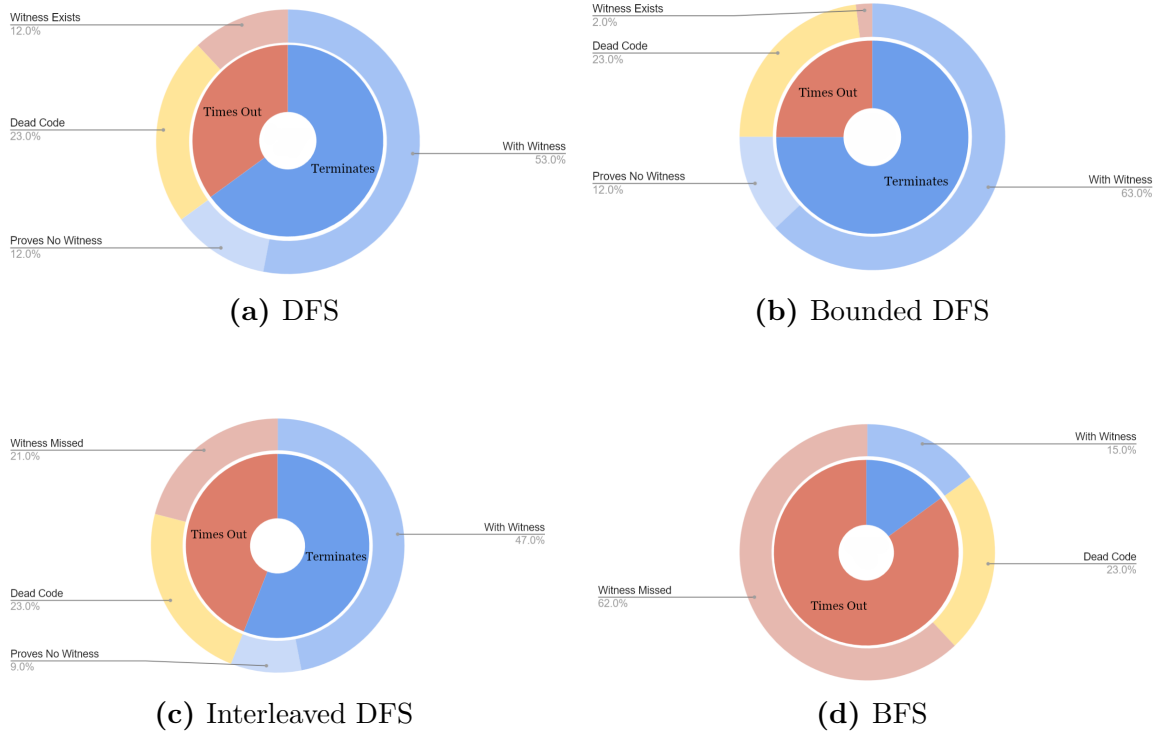 Witness Exists
12.0%
Dead Code
23.0%
Proves No Witness
12.0%
Times Out
Terminates
With Witness
53.0%
(a) DFS
Witness Exists
2.0%
Dead Code
23.0%
Proves No Witness
12.0%
Times Out
Terminates
With Witness
63.0%
(b) Bounded DFS
Witness Missed
21.0%
Dead Code
23.0%
Proves No Witness
9.0%
Times Out
Terminates
With Witness
47.0%
(c) Interleaved DFS
With Witness
15.0%
Dead Code
23.0%
Witness Missed
62.0%
Times Out
(d) BFS